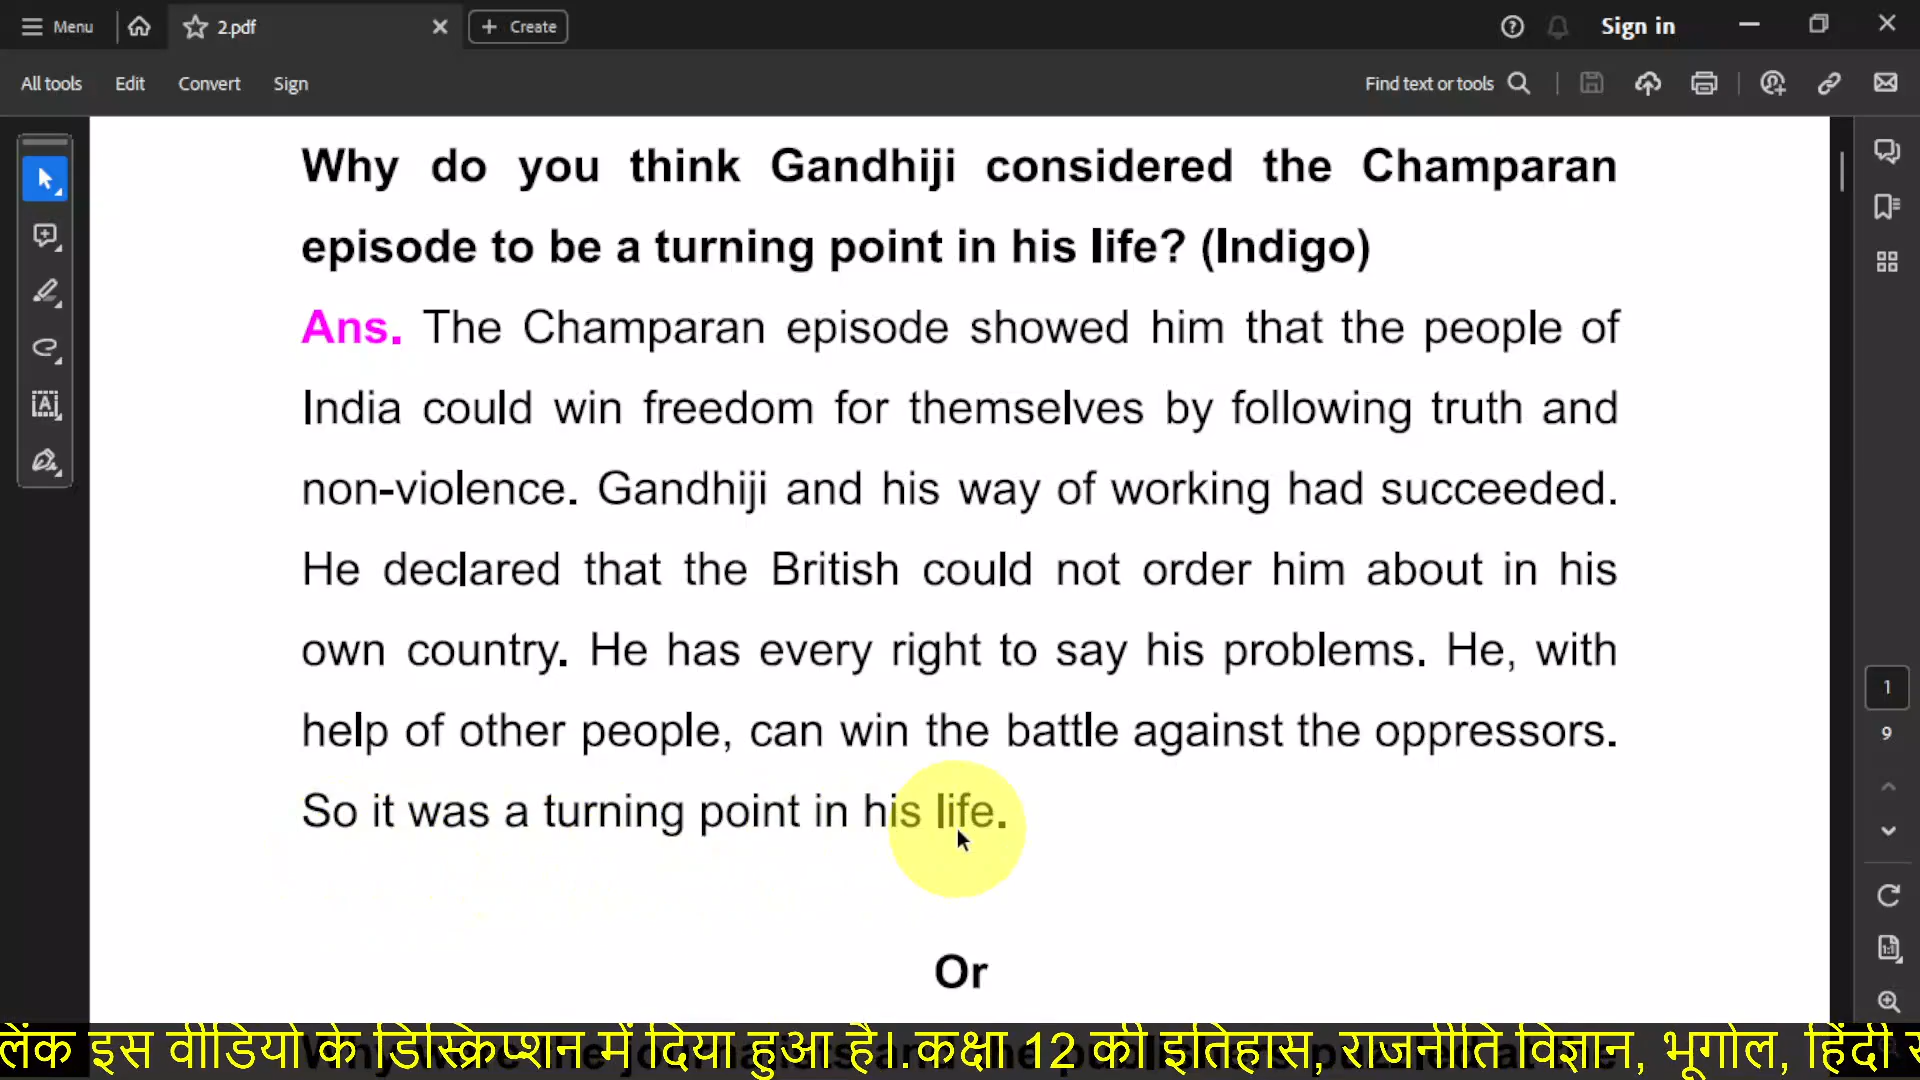 Menu
2.pdf
Create
Sign in
All tools
Edit
Convert
Sign
Find text or tools
Why do you think Gandhiji considered the Champaran
episode to be a turning point in his life? (Indigo)
Ans. The Champaran episode showed him that the people of
India could win freedom for themselves by following truth and
non-violence. Gandhiji and his way of working had succeeded.
He declared that the British could not order him about in his
own country. He has every right to say his problems. He, with
help of other people, can win the battle against the oppressors.
So it was a turning point in his life.
Or
1
9
लिंक इस वीडियो के डिस्क्रिप्शन में दिया हुआ है। कक्षा 12 की इतिहास, राजनीति विज्ञान, भूगोल, हिंदी